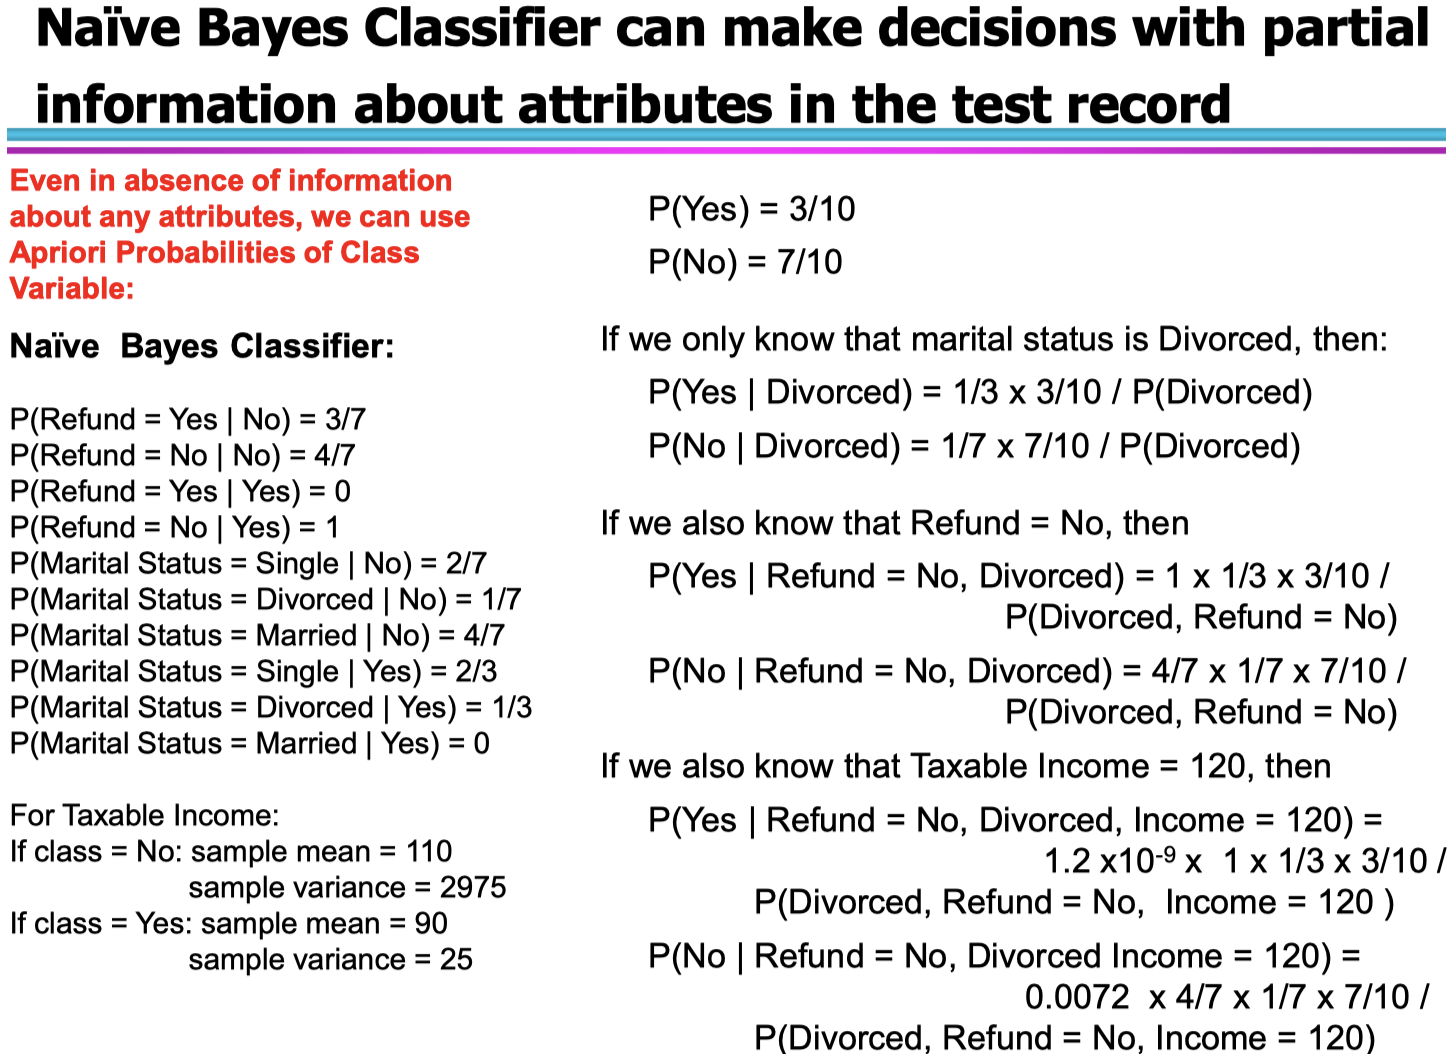 Naïve Bayes Classifier can make decisions with partial
information about attributes in the test record
Even in absence of information
about any attributes, we can use
Apriori Probabilities of Class
Variable:
Naïve Bayes Classifier:
P(Refund = Yes | No) = 3/7
P(Refund = No | No) = 4/7
P(Refund = Yes | Yes) = 0
P(Refund = No | Yes) = 1
P(Marital Status = Single | No) = 2/7
P(Marital Status = Divorced | No) = 1/7
P(Marital Status = Married | No) = 4/7
P(Marital Status = Single | Yes) = 2/3
P(Marital Status = Divorced | Yes) = 1/3
P(Marital Status = Married | Yes) = 0
For Taxable Income:
If class = No: sample mean = 110
sample variance = 2975
If class = Yes: sample mean = 90
sample variance = 25
P(Yes) = 3/10
P(No) = 7/10
If we only know that marital status is Divorced, then:
P(Yes | Divorced) = 1/3 x 3/10 / P(Divorced)
P(No | Divorced) = 1/7 x 7/10 / P(Divorced)
If we also know that Refund = No, then
P(Yes | Refund = No, Divorced) = 1 x 1/3 x 3/10 /
P(Divorced, Refund = No)
P(No | Refund = No, Divorced) = 4/7 x 1/7 x 7/10 /
P(Divorced, Refund = No)
If we also know that Taxable Income = 120, then
P(Yes | Refund = No, Divorced, Income = 120) =
1.2 x10⁻⁹ x 1 x 1/3 x 3/10 /
P(Divorced, Refund = No, Income = 120 )
P(No | Refund = No, Divorced Income = 120) =
0.0072 x 4/7 x 1/7 x 7/10 /
P(Divorced, Refund = No, Income = 120)